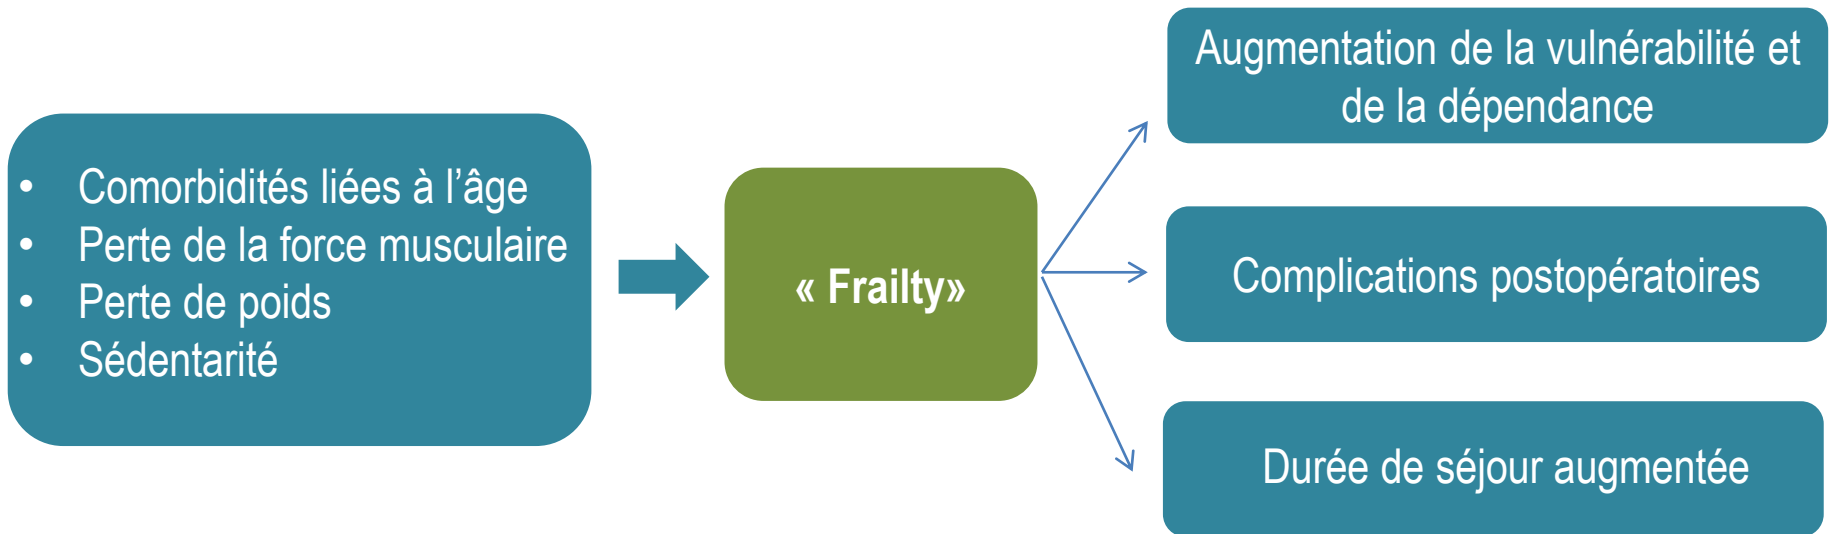 • Comorbidités liées à l’âge
• Perte de la force musculaire
• Perte de poids
• Sédentarité
« Frailty»
Augmentation de la vulnérabilité et
de la dépendance
Complications postopératoires
Durée de séjour augmentée